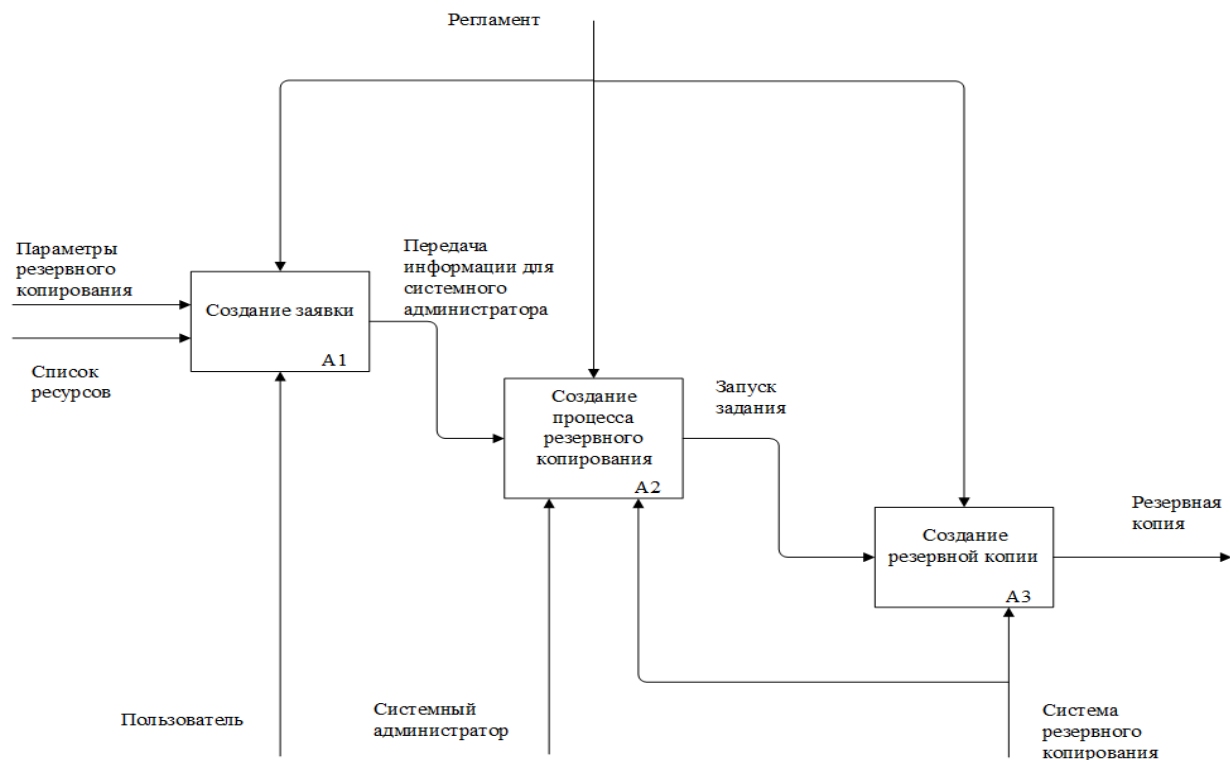 Регламент
Параметры
резервного
копирования
Список
ресурсов
Создание заявки
A1
Передача
информации для
системного
администратора
Создание
процесса
резервного
копирования
A2
Запуск
задания
Создание
резервной копии
A3
Резервная
копия
Пользователь
Системный
администратор
Система
резервного
копирования